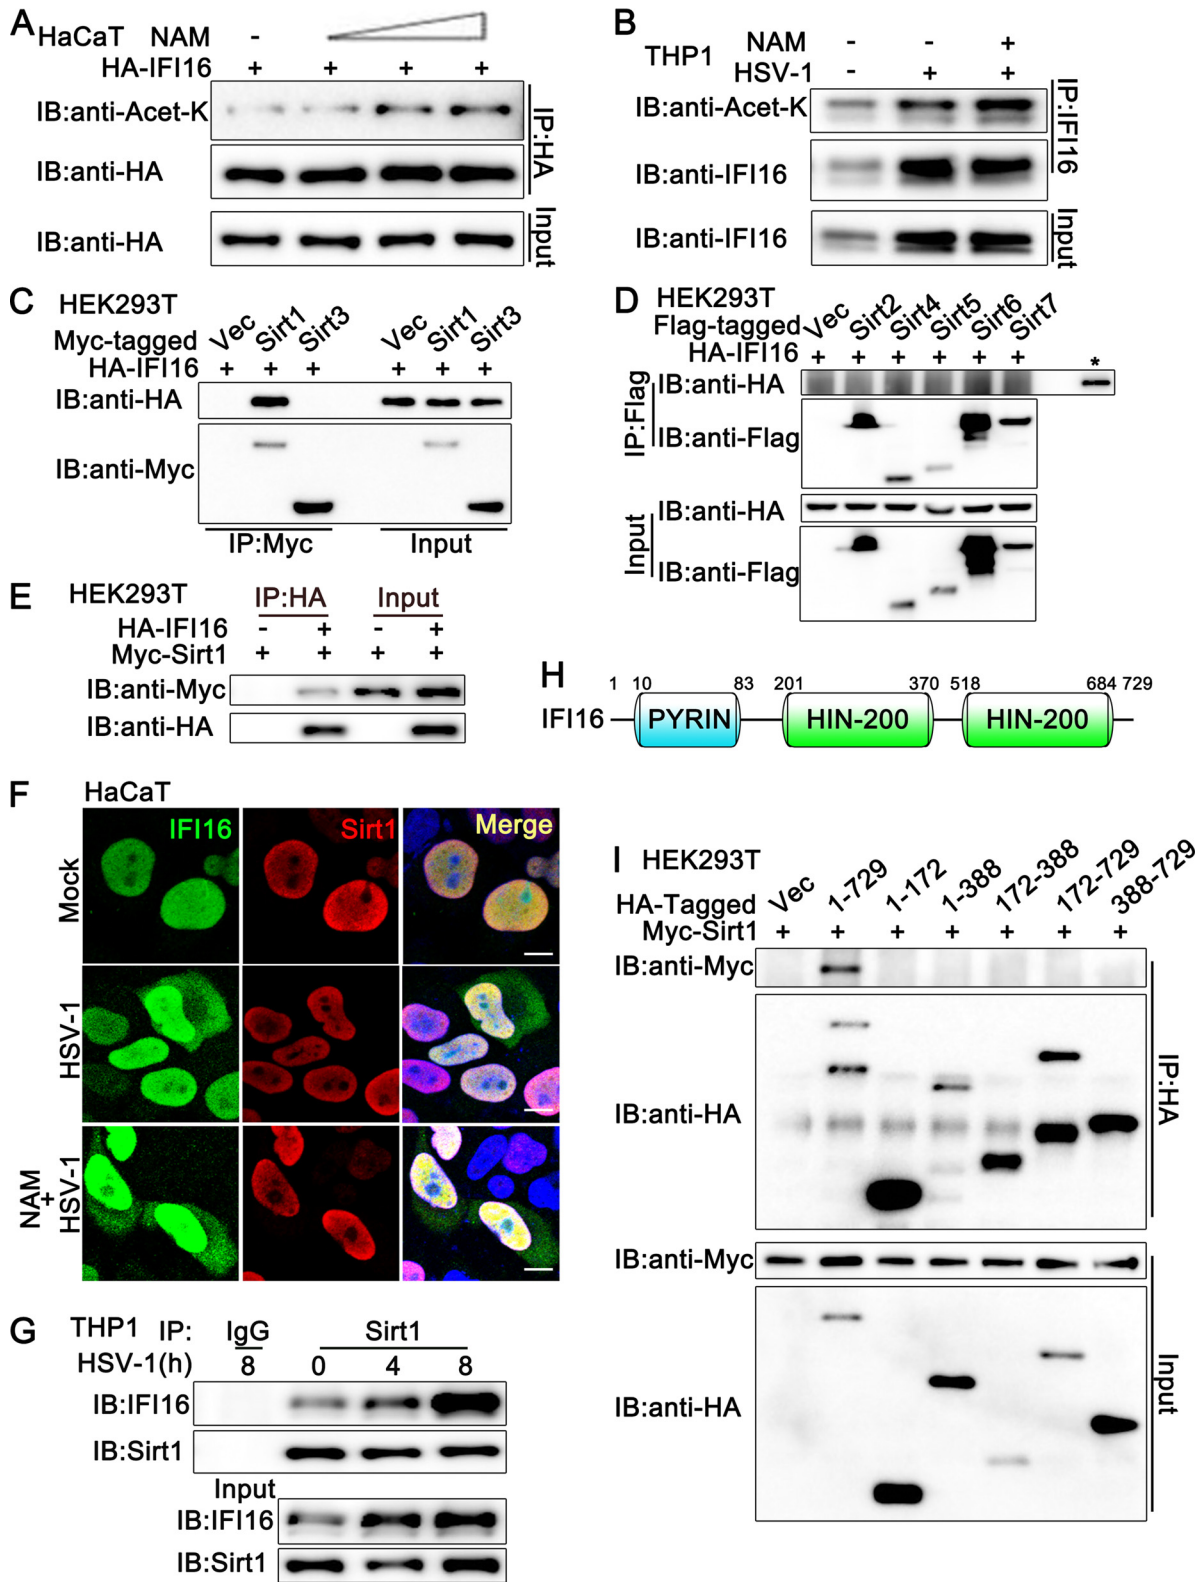 A
HaCaT NAM -
HA-IFI16 + + + +
IB:anti-Acet-K
IB:anti-HA
IP:HA
IB:anti-HA
Input
B
THP1
NAM - - +
HSV-1 - + +
IB:anti-Acet-K
IB:anti-IFI16
IP:IFI16
IB:anti-IFI16
Input
C
HEK293T
Myc-tagged Vec Sirt1 Sirt3 Vec Sirt1 Sirt3
HA-IFI16 + + + + + +
IB:anti-HA
IB:anti-Myc
IP:Myc Input
D
HEK293T
Flag-tagged Vec Sirt2 Sirt4 Sirt5 Sirt6 Sirt7
HA-IFI16 + + + + + + *
IP:Flag
IB:anti-HA
IB:anti-Flag
Input
IB:anti-HA
IB:anti-Flag
E
HEK293T IP:HA Input
HA-IFI16 - + - +
Myc-Sirt1 + + + +
IB:anti-Myc
IB:anti-HA
H
1 10 83 201 370 518 684 729
IFI16 PYRIN HIN-200 HIN-200
F
HaCaT
IFI16 Sirt1 Merge
Mock
HSV-1
NAM
+
HSV-1
G
THP1 IP: IgG Sirt1
HSV-1(h) 8 0 4 8
IB:IFI16
IB:Sirt1
Input
IB:IFI16
IB:Sirt1
I
HEK293T
HA-Tagged Vec 1-729 1-172 1-388 172-388 172-729 388-729
Myc-Sirt1 + + + + + + +
IB:anti-Myc
IB:anti-HA
IP:HA
IB:anti-Myc
IB:anti-HA
Input